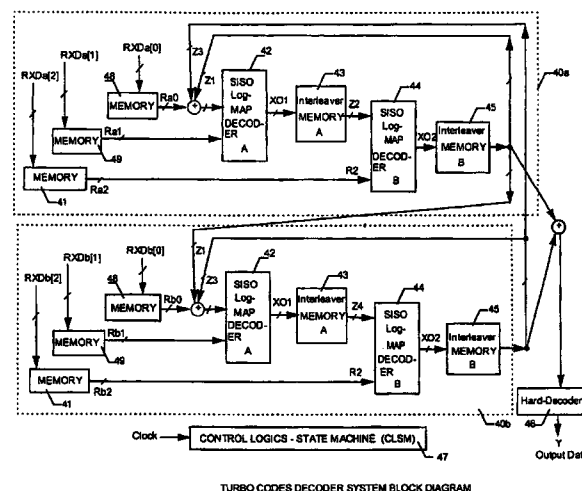 RXDa[0]
RXDa[1]
RXDa[2]
Z3
Z1
42
43
44
45
40a
48
MEMORY
Ra0
+
SISO
Log-
MAP
DECOD-
ER
A
XO1
Interleaver
MEMORY
A
Z2
SISO
Log-
MAP
DECOD-
ER
B
XO2
Interleaver
MEMORY
B
MEMORY
Ra1
49
MEMORY
Ra2
41
R2
+
RXDb[0]
RXDb[1]
RXDb[2]
Z1
Z3
42
43
44
45
48
MEMORY
Rb0
+
SISO
Log-
MAP
DECOD-
ER
A
XO1
Interleaver
MEMORY
A
Z4
SISO
Log-
MAP
DECOD-
ER
B
XO2
Interleaver
MEMORY
B
MEMORY
Rb1
49
MEMORY
Rb2
41
R2
40b
Hard-Decoder
46
Y
Output Data
Clock
CONTROL LOGICS - STATE MACHINE (CLSM)
47
TURBO CODES DECODER SYSTEM BLOCK DIAGRAM